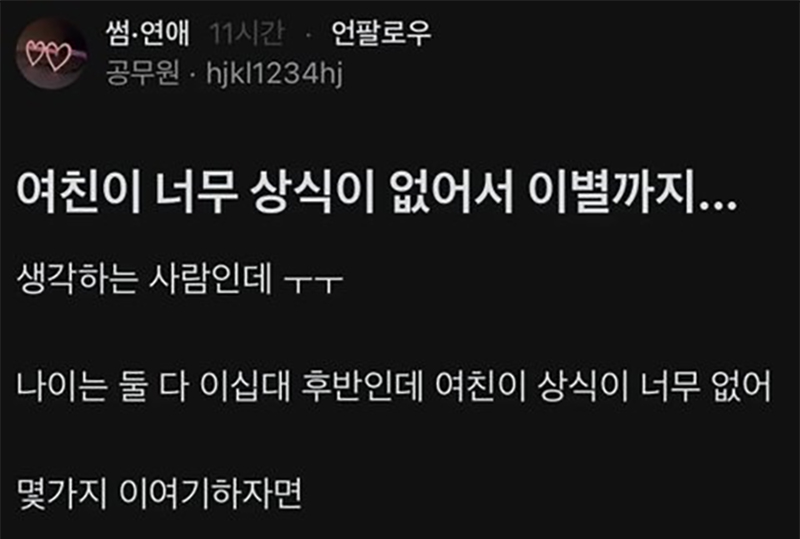 썸·연애 11시간 · 언팔로우
공무원 · hjkl1234hj
여친이 너무 상식이 없어서 이별까지...
생각하는 사람인데 ㅜㅜ
나이는 둘 다 이십대 후반인데 여친이 상식이 너무 없어
몇가지 이여기하자면